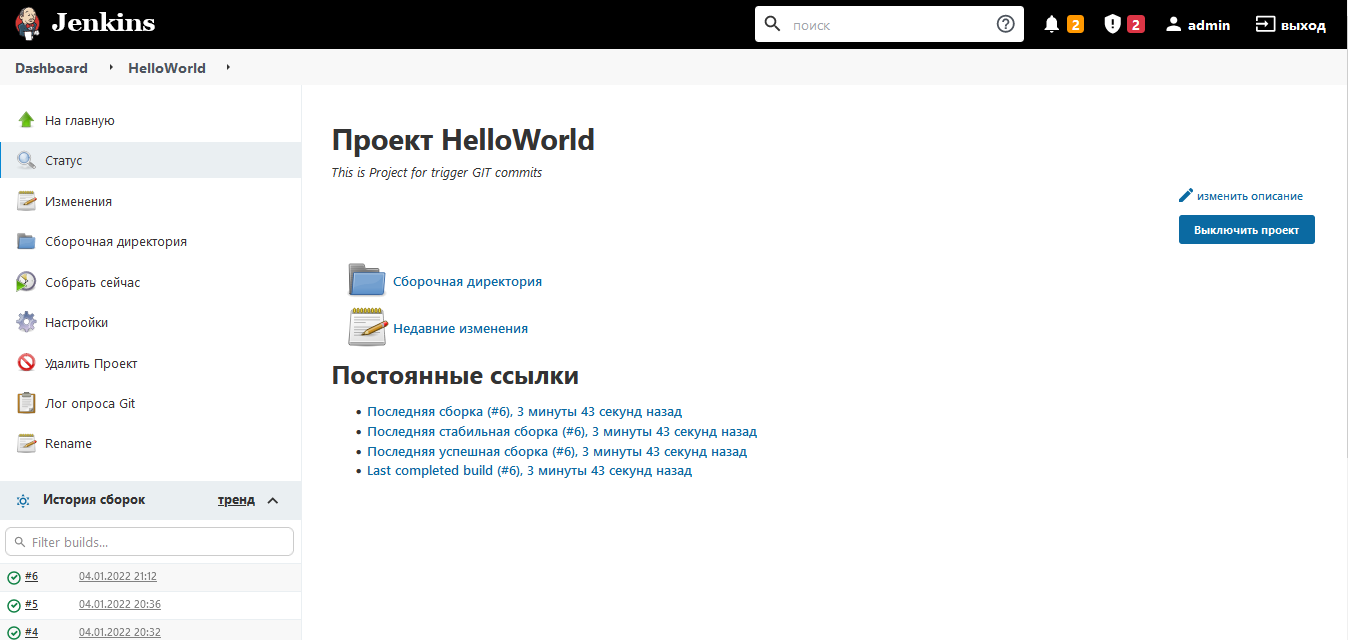 Jenkins
поиск
2
2
admin
выход
Dashboard
HelloWorld
На главную
Статус
Изменения
Сборочная директория
Собрать сейчас
Настройки
Удалить Проект
Лог опроса Git
Rename
История сборок
тренд
Filter builds...
#6 04.01.2022 21:12
#5 04.01.2022 20:36
#4 04.01.2022 20:32
Проект HelloWorld
This is Project for trigger GIT commits
изменить описание
Выключить проект
Сборочная директория
Недавние изменения
Постоянные ссылки
Последняя сборка (#6), 3 минуты 43 секунд назад
Последняя стабильная сборка (#6), 3 минуты 43 секунд назад
Последняя успешная сборка (#6), 3 минуты 43 секунд назад
Last completed build (#6), 3 минуты 43 секунд назад